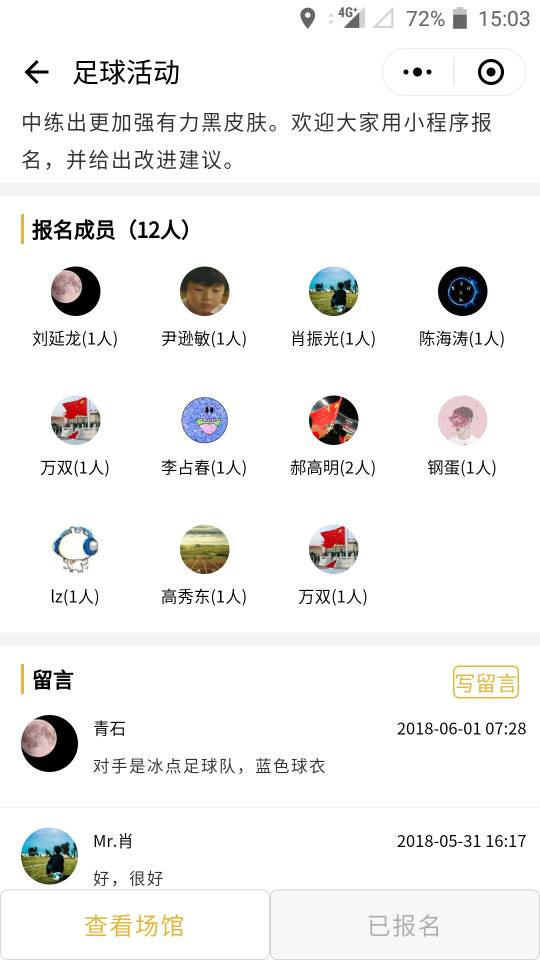 4G+ 72% 15:03
足球活动
中练出更加强有力黑皮肤。欢迎大家用小程序报
名，并给出改进建议。
报名成员（12人）
刘延龙(1人) 尹逊敏(1人) 肖振光(1人) 陈海涛(1人)
万双(1人) 李占春(1人) 郝高明(2人) 钢蛋(1人)
lz(1人) 高秀东(1人) 万双(1人)
留言 写留言
青石 2018-06-01 07:28
对手是冰点足球队，蓝色球衣
Mr.肖 2018-05-31 16:17
好，很好
查看场馆 已报名